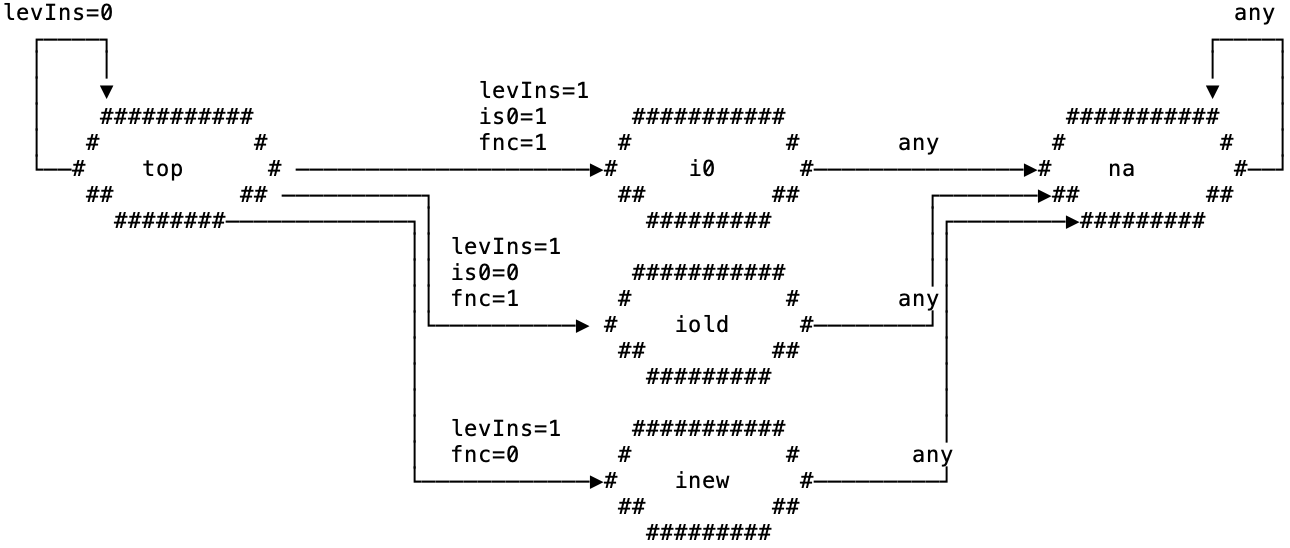 levIns=0
any
levIns=1
is0=1
fnc=1
top
i0
any
na
levIns=1
is0=0
fnc=1
iold
any
levIns=1
fnc=0
inew
any